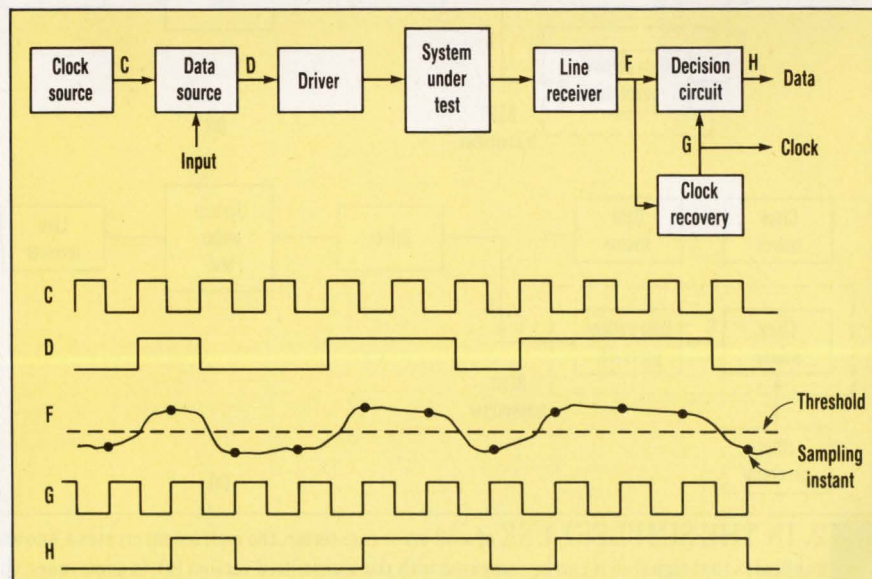 Clock
source
C
Data
source
D
Driver
System
under
test
Line
receiver
F
Decision
circuit
H
Data
Input
G
Clock
Clock
recovery
C
D
F
Threshold
Sampling
instant
G
H